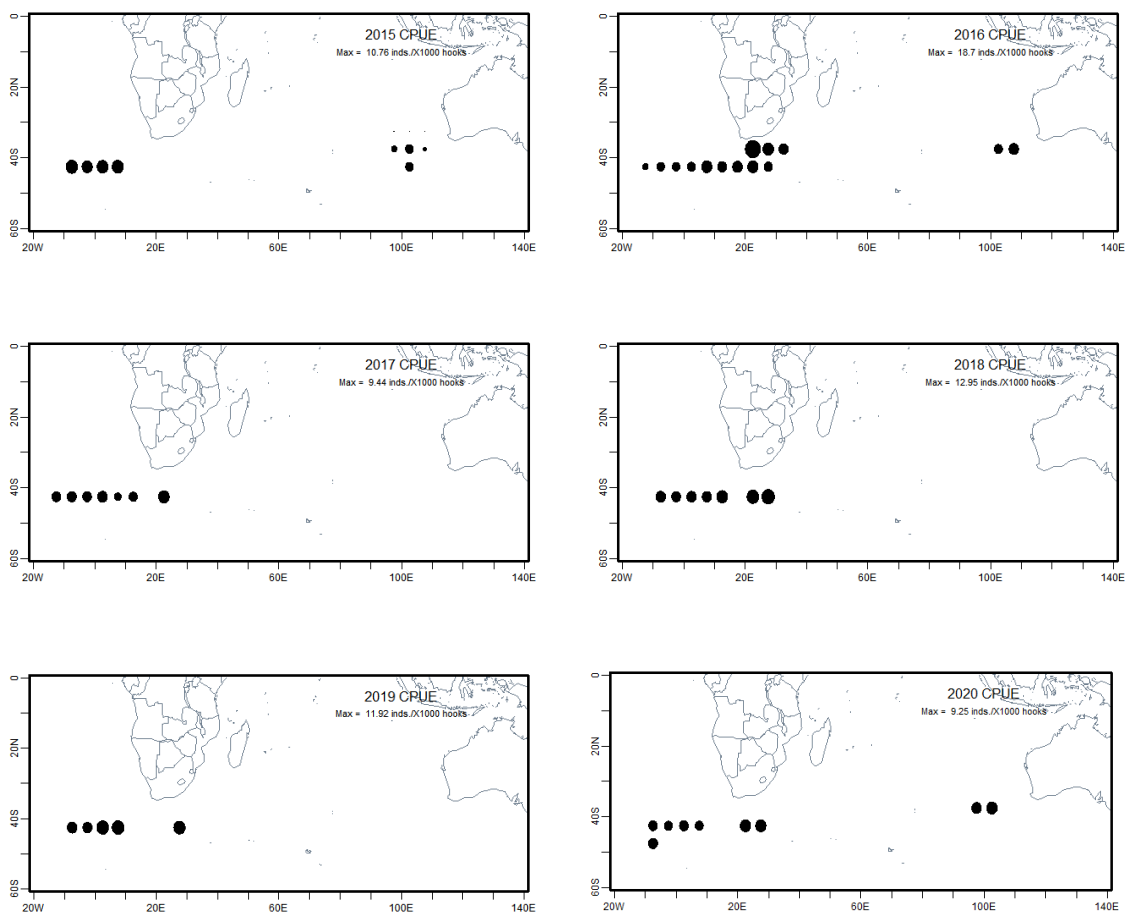 2015 CPUE
Max = 10.76 inds./X1000 hooks
0
20N
40S
60S
20W 20E 60E 100E 140E
2016 CPUE
Max = 18.7 inds./X1000 hooks
0
20N
40S
60S
20W 20E 60E 100E 140E
2017 CPUE
Max = 9.44 inds./X1000 hooks
0
20N
40S
60S
20W 20E 60E 100E 140E
2018 CPUE
Max = 12.95 inds./X1000 hooks
0
20N
40S
60S
20W 20E 60E 100E 140E
2019 CPUE
Max = 11.92 inds./X1000 hooks
0
20N
40S
60S
20W 20E 60E 100E 140E
2020 CPUE
Max = 9.25 inds./X1000 hooks
0
20N
40S
60S
20W 20E 60E 100E 140E